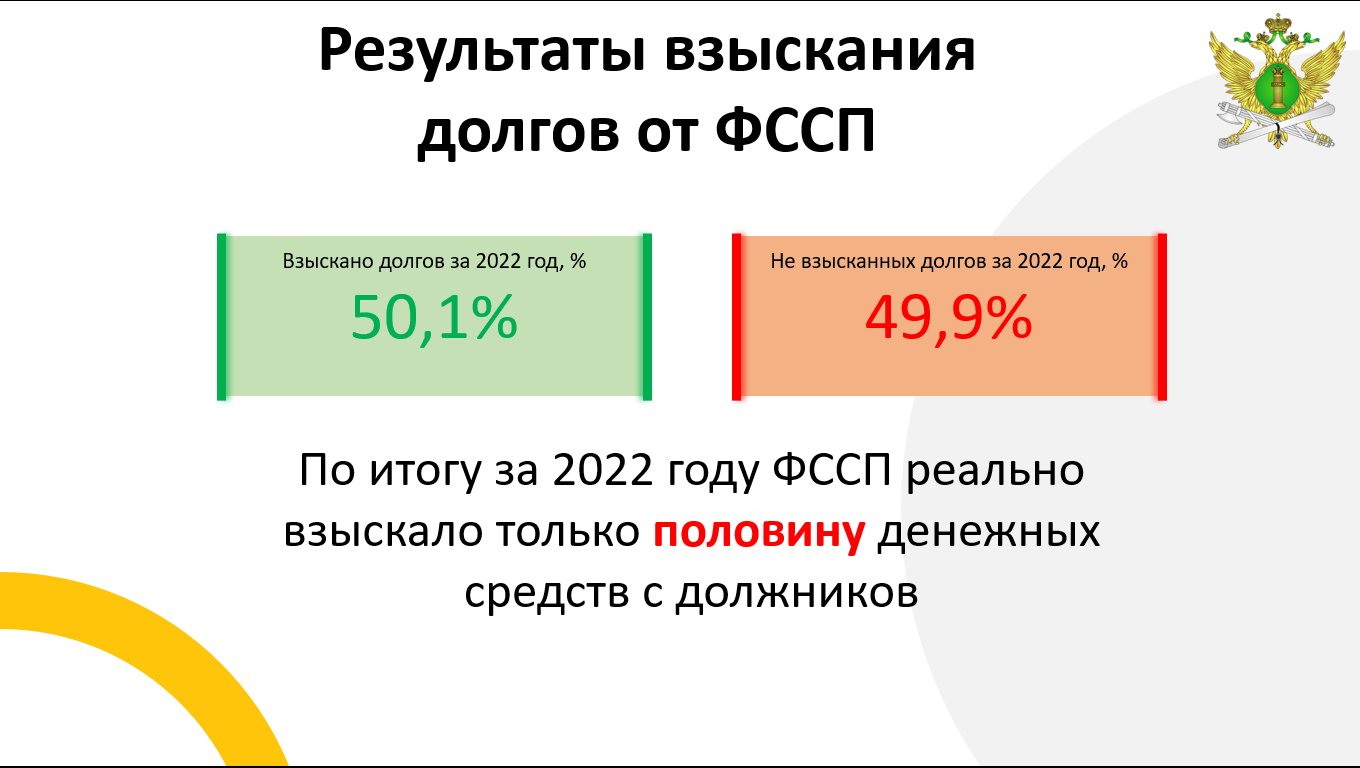 Результаты взыскания
долгов от ФССП
Взыскано долгов за 2022 год, %
50,1%
Не взысканных долгов за 2022 год, %
49,9%
По итогу за 2022 году ФССП реально
взыскало только половину денежных
средств с должников